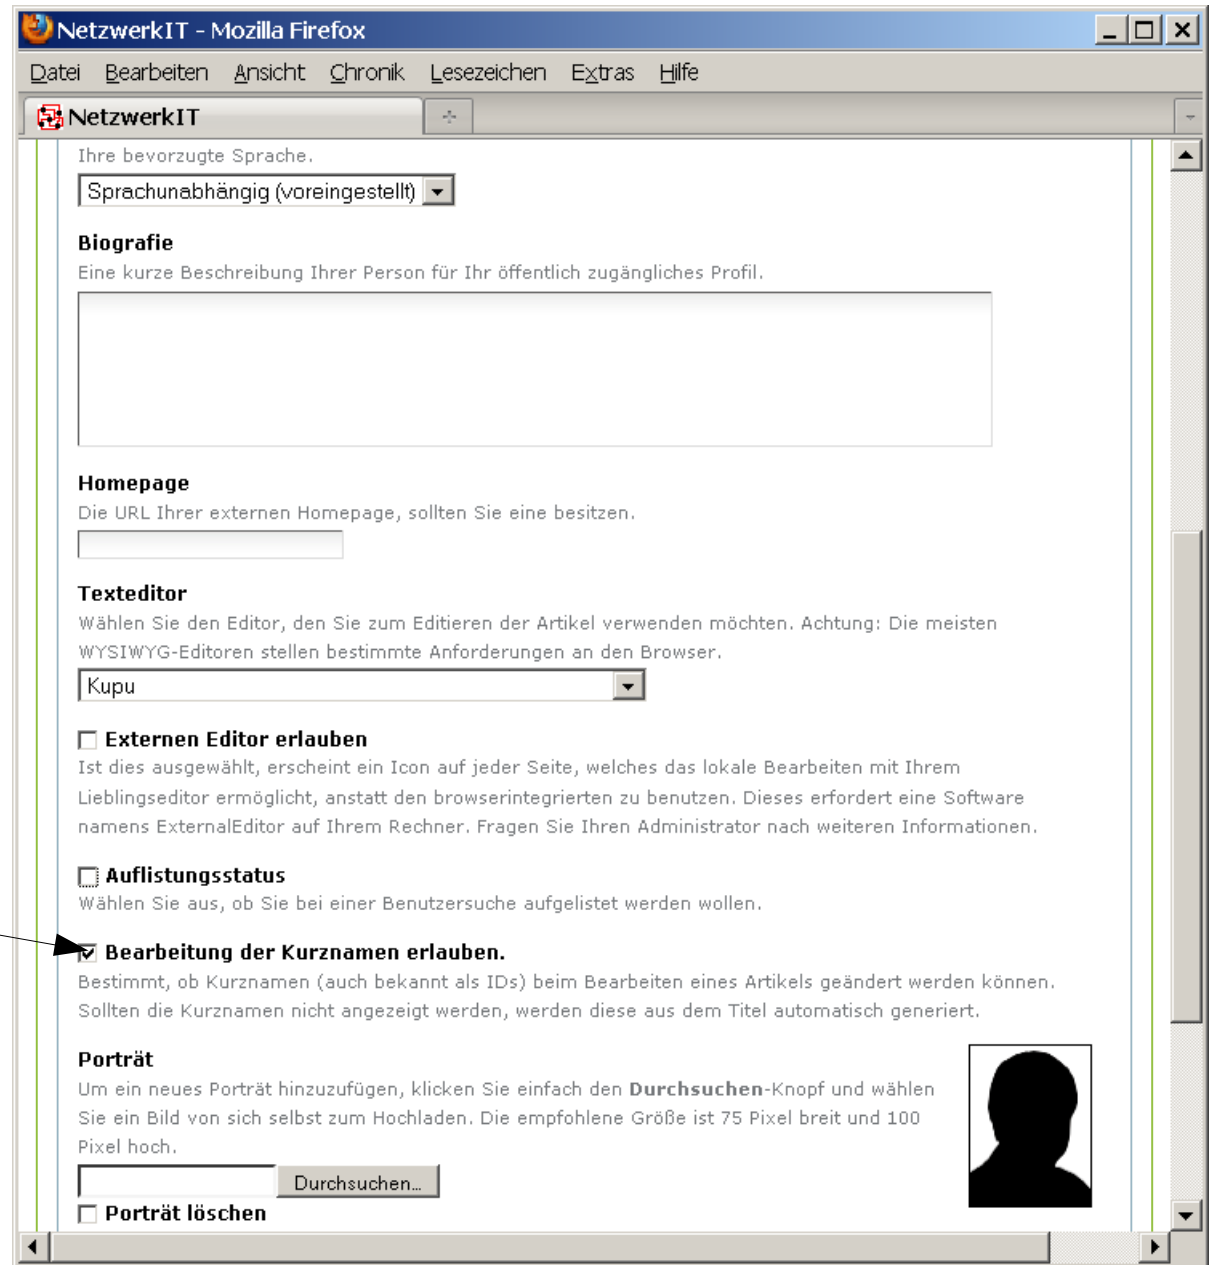 NetzwerkIT - Mozilla Firefox
Datei Bearbeiten Ansicht Chronik Lesezeichen Extras Hilfe
NetzwerkIT
Ihre bevorzugte Sprache.
Sprachunabhängig (voreingestellt)
Biografie
Eine kurze Beschreibung Ihrer Person für Ihr öffentlich zugängliches Profil.
Homepage
Die URL Ihrer externen Homepage, sollten Sie eine besitzen.
Texteditor
Wählen Sie den Editor, den Sie zum Editieren der Artikel verwenden möchten. Achtung: Die meisten
WYSIWYG-Editoren stellen bestimmte Anforderungen an den Browser.
Kupu
Externen Editor erlauben
Ist dies ausgewählt, erscheint ein Icon auf jeder Seite, welches das lokale Bearbeiten mit Ihrem
Lieblingseditor ermöglicht, anstatt den browserintegrierten zu benutzen. Dieses erfordert eine Software
namens ExternalEditor auf Ihrem Rechner. Fragen Sie Ihren Administrator nach weiteren Informationen.
Auflistungsstatus
Wählen Sie aus, ob Sie bei einer Benutzersuche aufgelistet werden wollen.
Bearbeitung der Kurznamen erlauben.
Bestimmt, ob Kurznamen (auch bekannt als IDs) beim Bearbeiten eines Artikels geändert werden können.
Sollten die Kurznamen nicht angezeigt werden, werden diese aus dem Titel automatisch generiert.
Porträt
Um ein neues Porträt hinzuzufügen, klicken Sie einfach den Durchsuchen-Knopf und wählen
Sie ein Bild von sich selbst zum Hochladen. Die empfohlene Größe ist 75 Pixel breit und 100
Pixel hoch.
Durchsuchen...
Porträt löschen